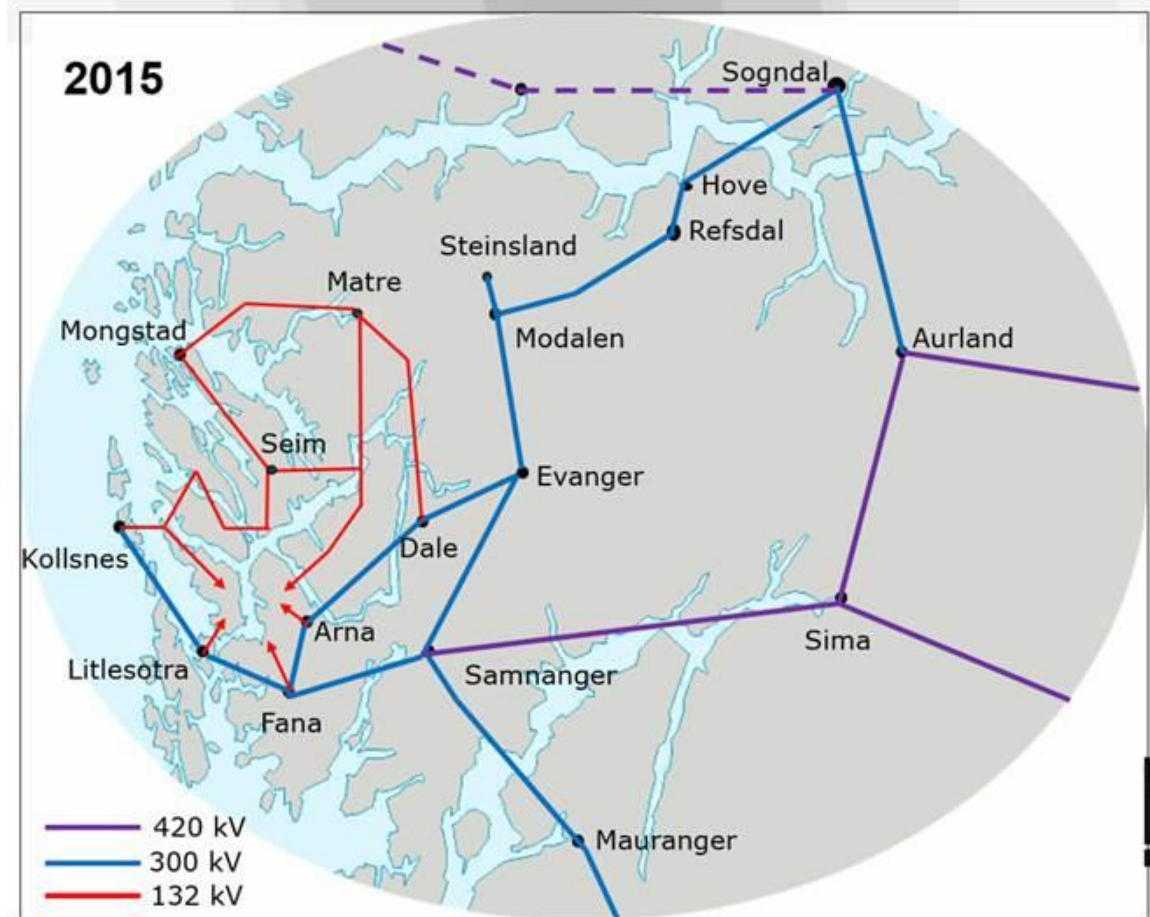 2015
Sogndal
Hove
Refsdal
Steinsland
Matre
Mongstad
Modalen
Aurland
Seim
Evanger
Kollsnes
Dale
Arna
Sima
Litlesotra
Samnanger
Fana
420 kV
300 kV
Mauranger
132 kV